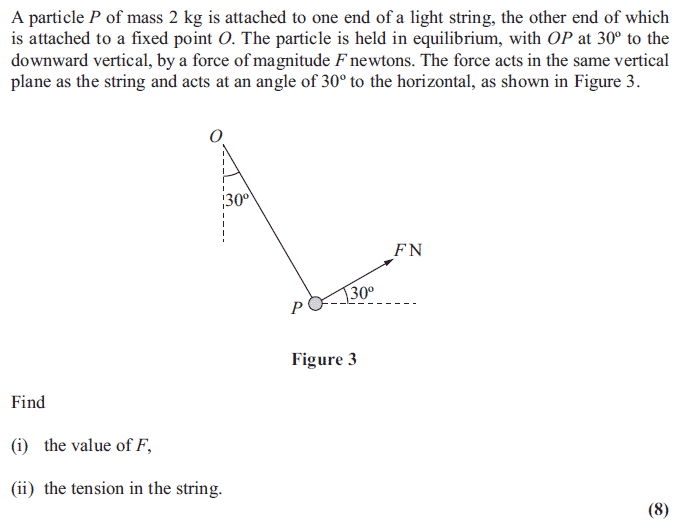 A particle P of mass 2 kg is attached to one end of a light string, the other end of which
is attached to a fixed point O. The particle is held in equilibrium, with OP at 30º to the
downward vertical, by a force of magnitude F newtons. The force acts in the same vertical
plane as the string and acts at an angle of 30º to the horizontal, as shown in Figure 3.
O
30º
F N
30º
P
Figure 3
Find
(i) the value of F,
(ii) the tension in the string.
(8)